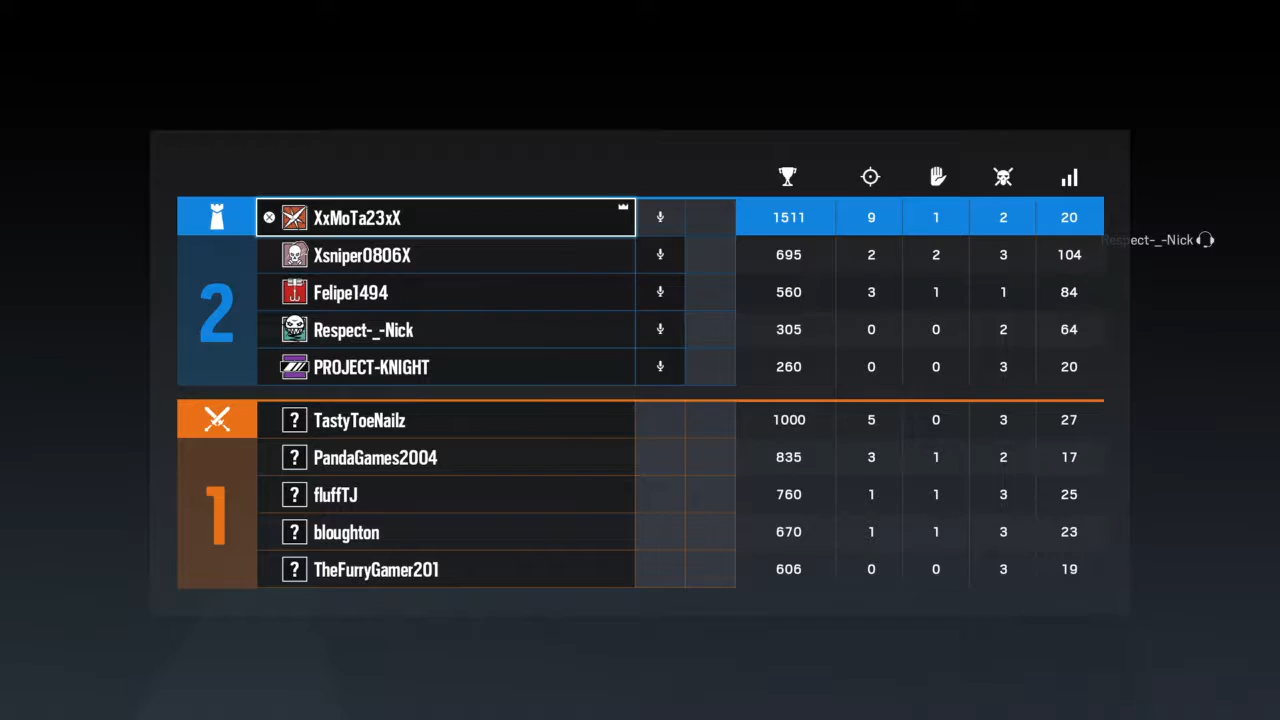 XxMoTa23xX 1511 9 1 2 20
Respect-_-Nick
2
Xsniper0806X 695 2 2 3 104
Felipe1494 560 3 1 1 84
Respect-_-Nick 305 0 0 2 64
PROJECT-KNIGHT 260 0 0 3 20
1
? TastyToeNailz 1000 5 0 3 27
? PandaGames2004 835 3 1 2 17
? fluffTJ 760 1 1 3 25
? bloughton 670 1 1 3 23
? TheFurryGamer201 606 0 0 3 19